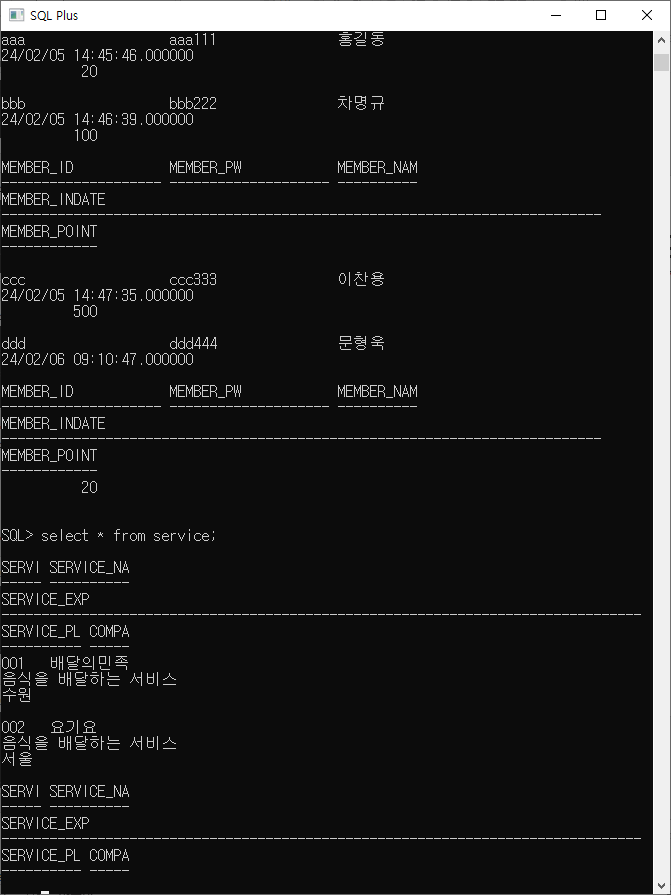 SQL Plus
aaa                  aaa111               홍길동
24/02/05 14:45:46.000000
          20

bbb                  bbb222               차명규
24/02/05 14:46:39.000000
         100

MEMBER_ID            MEMBER_PW            MEMBER_NAM
-------------------- -------------------- ----------
MEMBER_INDATE
---------------------------------------------------------------------------
MEMBER_POINT
------------

ccc                  ccc333               이찬용
24/02/05 14:47:35.000000
         500

ddd                  ddd444               문형욱
24/02/06 09:10:47.000000

MEMBER_ID            MEMBER_PW            MEMBER_NAM
-------------------- -------------------- ----------
MEMBER_INDATE
---------------------------------------------------------------------------
MEMBER_POINT
------------
          20


SQL> select * from service;

SERVI SERVICE_NA
----- ----------
SERVICE_EXP
--------------------------------------------------------------------------------
SERVICE_PL COMPA
---------- -----
001   배달의민족
음식을 배달하는 서비스
수원

002   요기요
음식을 배달하는 서비스
서울

SERVI SERVICE_NA
----- ----------
SERVICE_EXP
--------------------------------------------------------------------------------
SERVICE_PL COMPA
---------- -----